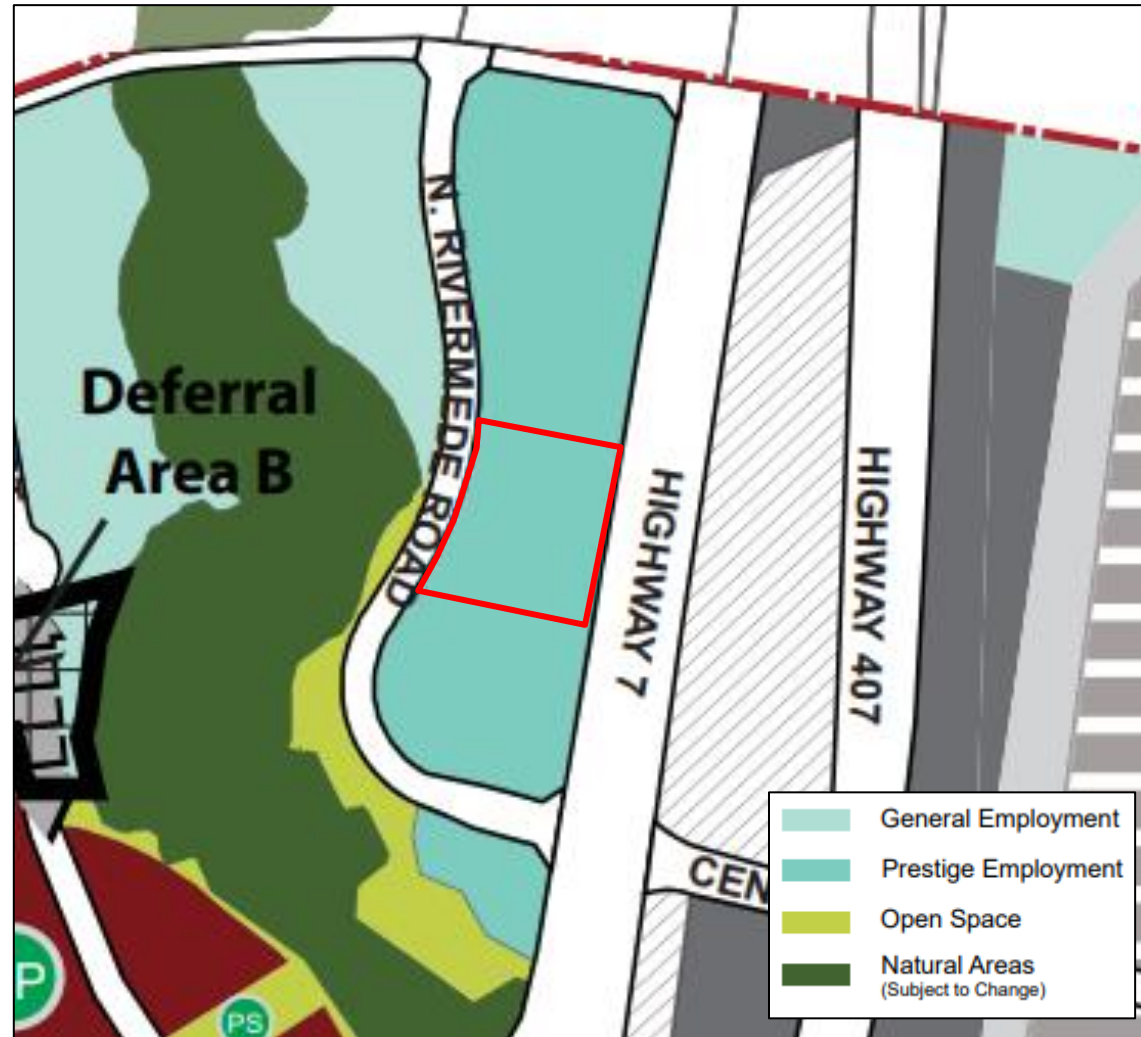 N. RIVERMEDE ROAD
Deferral
Area B
HIGHWAY 7
HIGHWAY 407
CEN
P
PS
General Employment
Prestige Employment
Open Space
Natural Areas
(Subject to Change)